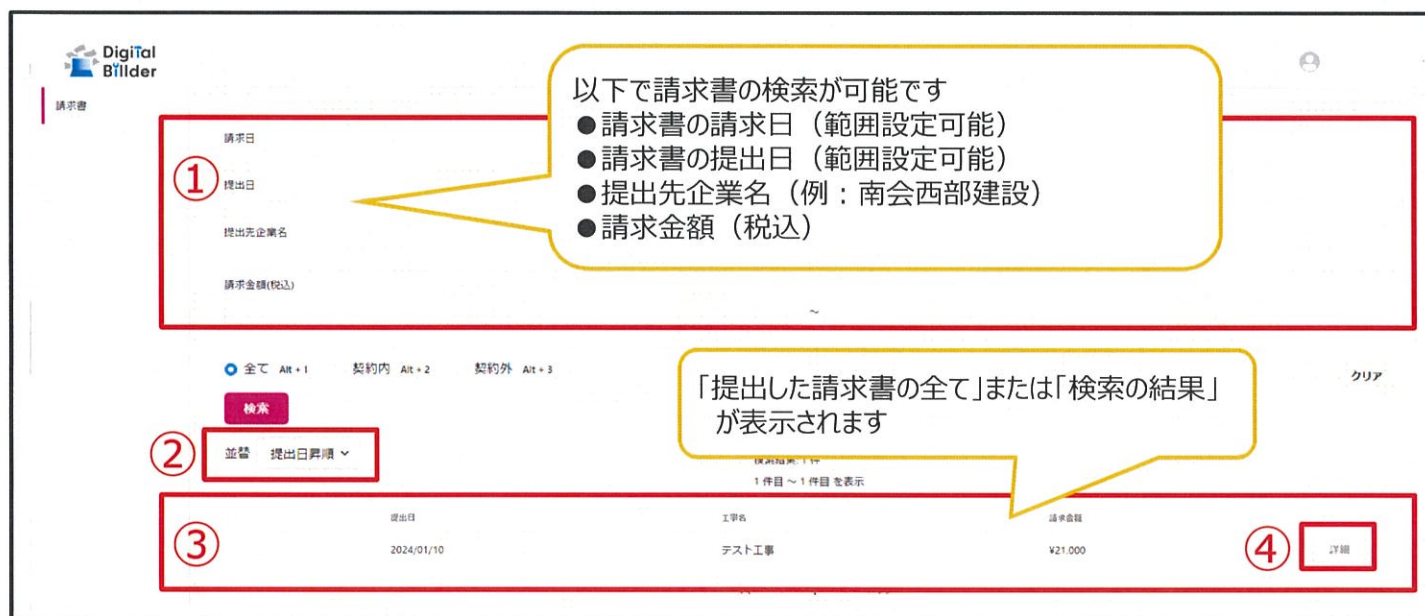 DigiTal
Billder
請求書
以下で請求書の検索が可能です
●請求書の請求日（範囲設定可能）
●請求書の提出日（範囲設定可能）
●提出先企業名（例：南会西部建設）
●請求金額（税込）
①
請求日
提出日
提出先企業名
請求金額(税込)
～
全て Alt + 1 契約内 Alt + 2 契約外 Alt + 3
クリア
検索
「提出した請求書の全て」または「検索の結果」
が表示されます
②
並替 提出日昇順
検索結果: 1 件
1 件目 ～ 1 件目 を表示
③
提出日 工事名 請求金額
2024/01/10 テスト工事 ¥21,000
④
詳細